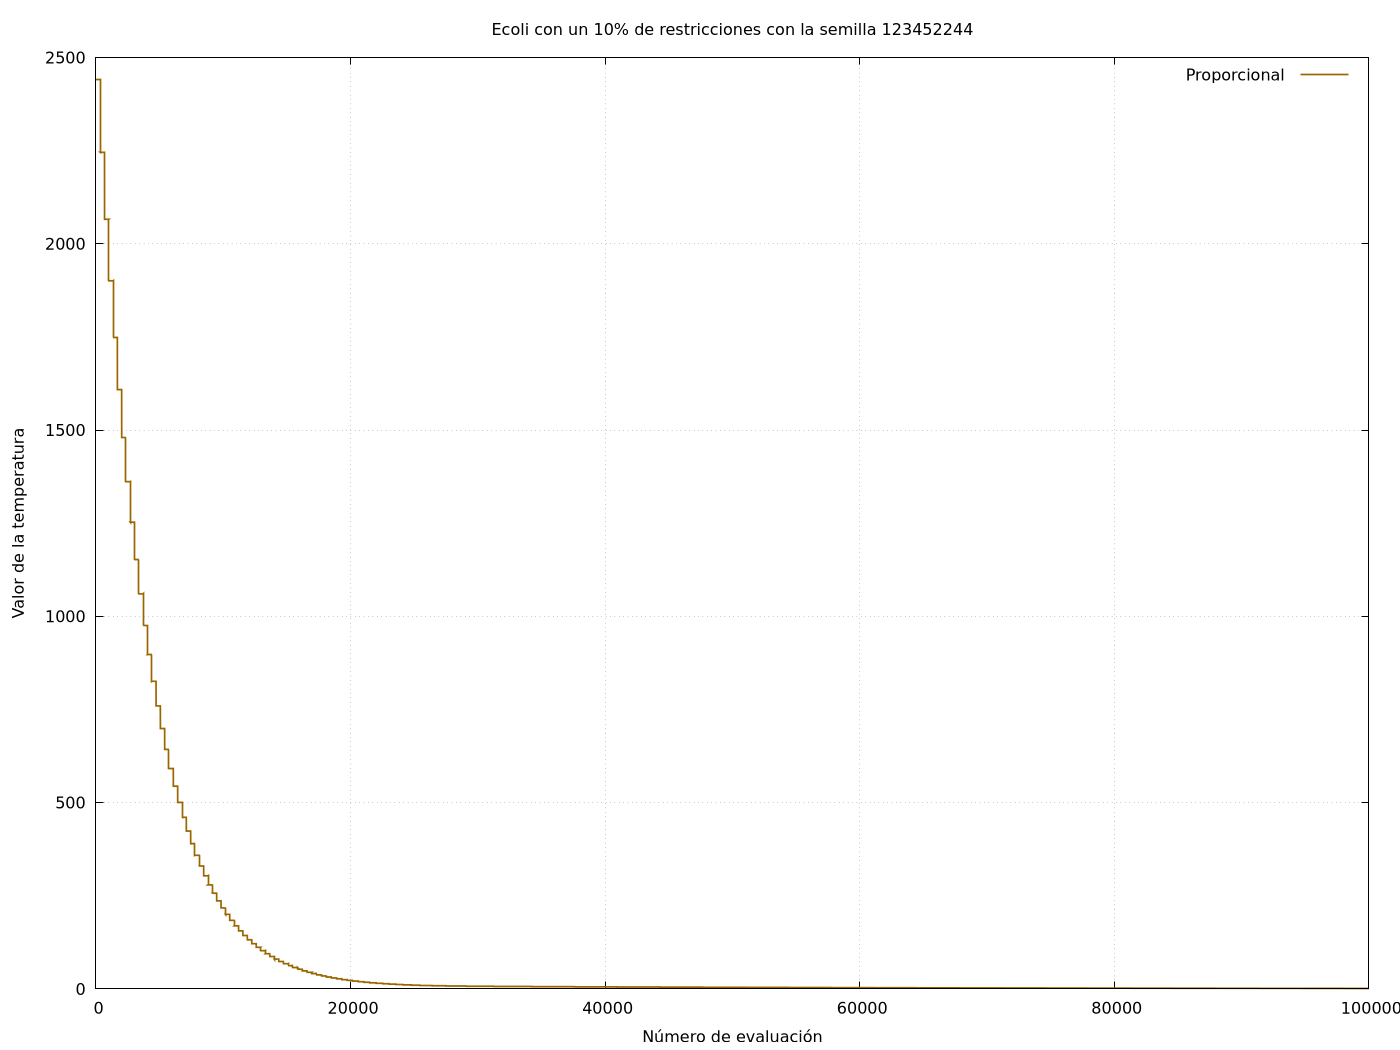 Ecoli con un 10% de restricciones con la semilla 123452244
Proporcional
2500
2000
1500
1000
500
0
Valor de la temperatura
0 20000 40000 60000 80000 100000
Número de evaluación